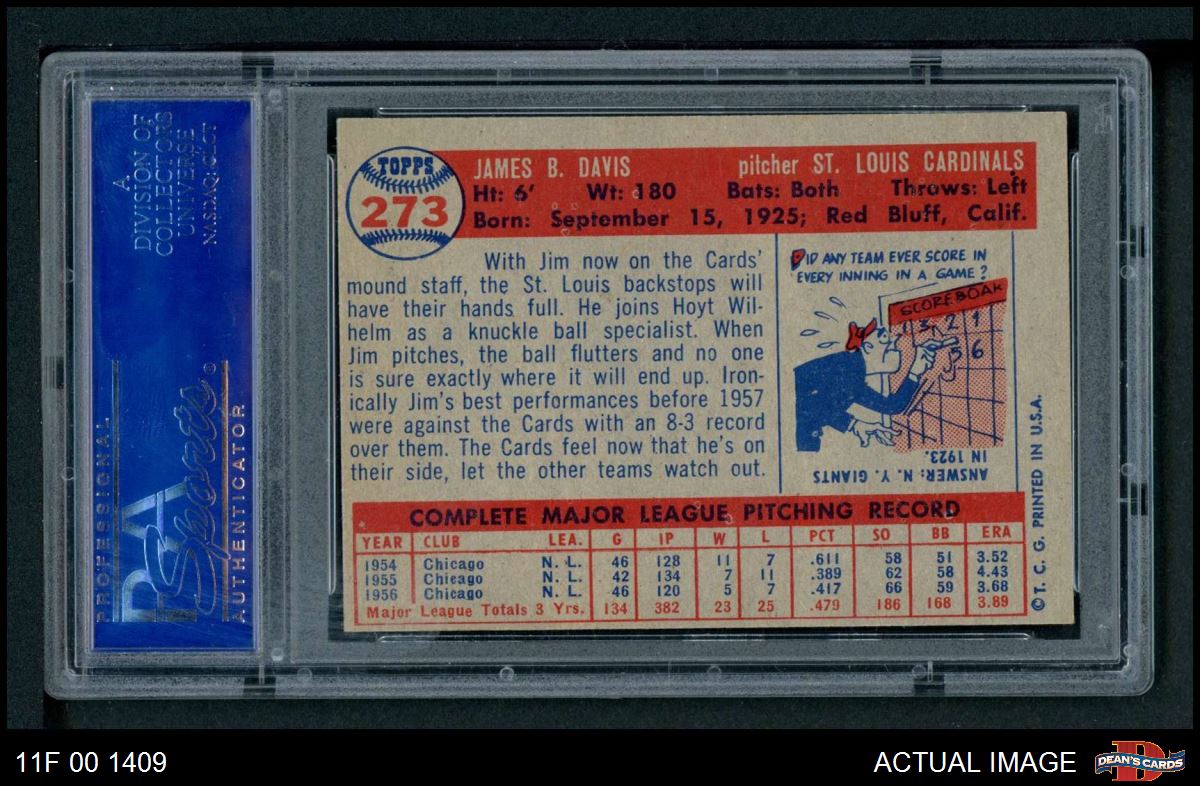 A
DIVISION OF
COLLECTORS
UNIVERSE
NASDAQ: CLCT
PROFESSIONAL
PSA
Sports®
AUTHENTICATOR
TOPPS
273
JAMES B. DAVIS pitcher ST. LOUIS CARDINALS
Ht: 6' Wt: 180 Bats: Both Throws: Left
Born: September 15, 1925; Red Bluff, Calif.
With Jim now on the Cards'
mound staff, the St. Louis backstops will
have their hands full. He joins Hoyt Wil-
helm as a knuckle ball specialist. When
Jim pitches, the ball flutters and no one
is sure exactly where it will end up. Iron-
ically Jim's best performances before 1957
were against the Cards with an 8-3 record
over them. The Cards feel now that he's on
their side, let the other teams watch out.
DID ANY TEAM EVER SCORE IN
EVERY INNING IN A GAME?
SCOREBOAR
1 3 2 4
5 6
ANSWER: N. Y. GIANTS
IN 1923.
COMPLETE MAJOR LEAGUE PITCHING RECORD
YEAR CLUB LEA. G IP W L PCT SO BB ERA
1954 Chicago N. L. 46 128 11 7 .611 58 51 3.52
1955 Chicago N. L. 42 134 7 11 .389 62 58 4.43
1956 Chicago N. L. 46 120 5 7 .417 66 59 3.68
Major League Totals 3 Yrs. 134 382 23 25 .479 186 168 3.89
© T. C. G. PRINTED IN U.S.A.
11F 00 1409
ACTUAL IMAGE
D
DEAN'S CARDS